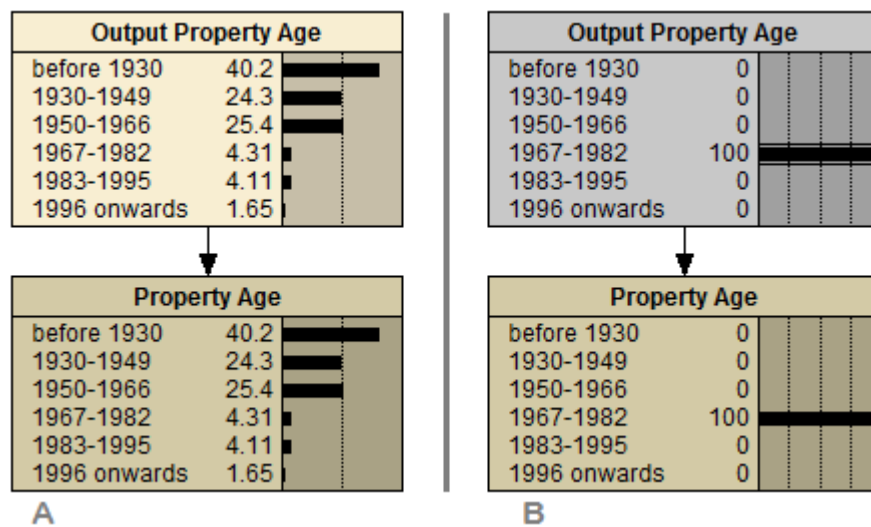 Output Property Age
before 1930 40.2
1930-1949 24.3
1950-1966 25.4
1967-1982 4.31
1983-1995 4.11
1996 onwards 1.65
Property Age
before 1930 40.2
1930-1949 24.3
1950-1966 25.4
1967-1982 4.31
1983-1995 4.11
1996 onwards 1.65
A
Output Property Age
before 1930 0
1930-1949 0
1950-1966 0
1967-1982 100
1983-1995 0
1996 onwards 0
Property Age
before 1930 0
1930-1949 0
1950-1966 0
1967-1982 100
1983-1995 0
1996 onwards 0
B